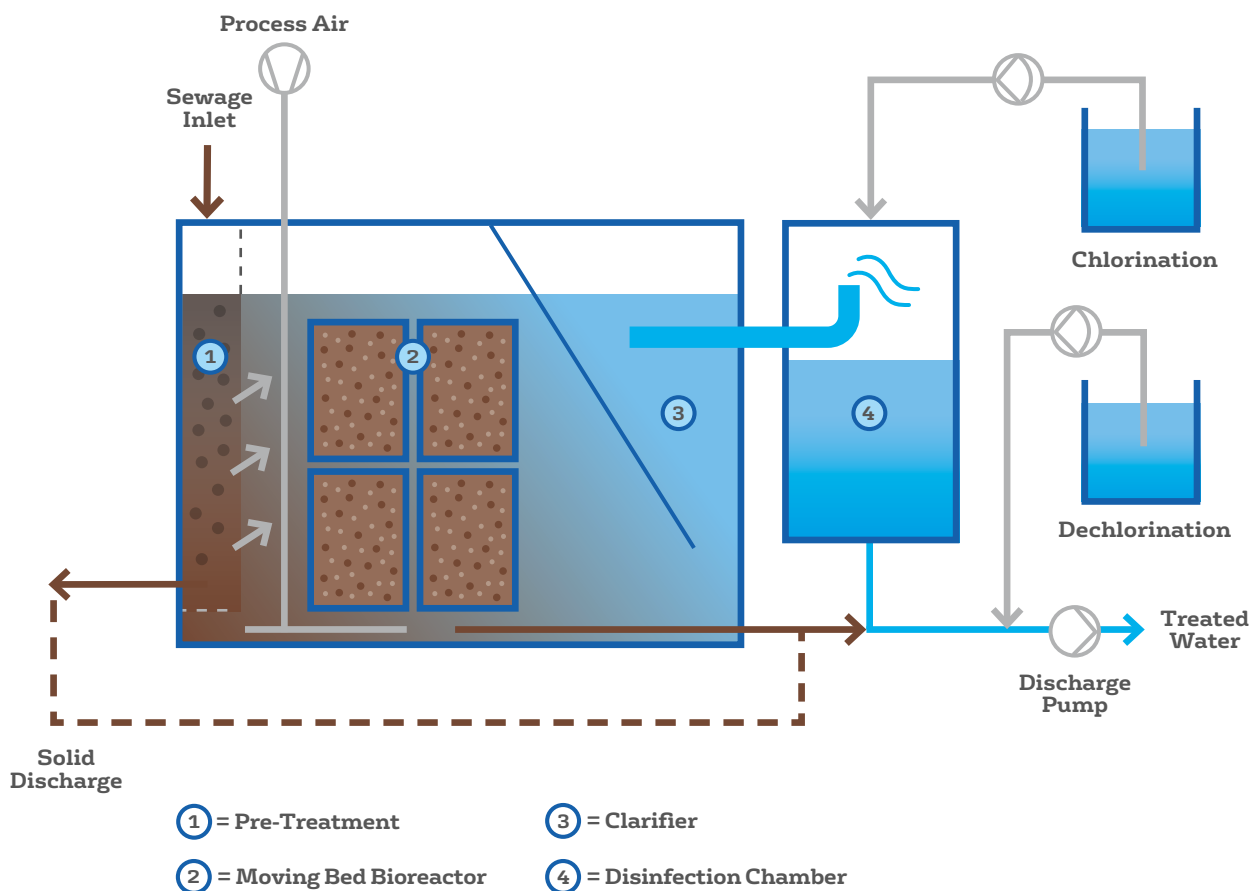 Process Air
Sewage
Inlet
Chlorination
1
2
3
4
Dechlorination
Treated
Water
Discharge
Pump
Solid
Discharge
1 = Pre-Treatment
3 = Clarifier
2 = Moving Bed Bioreactor
4 = Disinfection Chamber